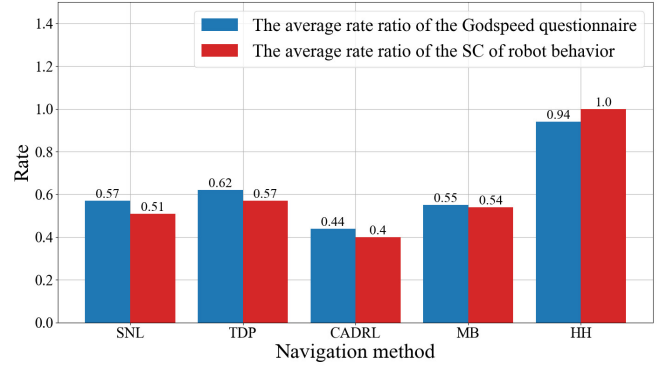 The average rate ratio of the Godspeed questionnaire
The average rate ratio of the SC of robot behavior
Rate
1.4
1.2
1.0
0.8
0.6
0.4
0.2
0.0
0.57
0.51
0.62
0.57
0.44
0.4
0.55
0.54
0.94
1.0
SNL
TDP
CADRL
MB
HH
Navigation method